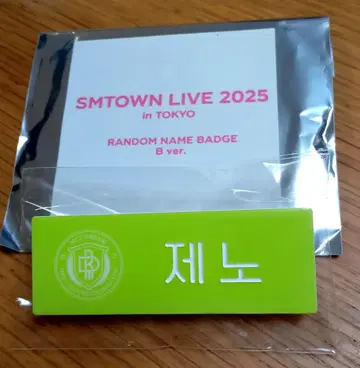 SMTOWN LIVE 2025
in TOKYO
RANDOM NAME BADGE
B ver.
제노